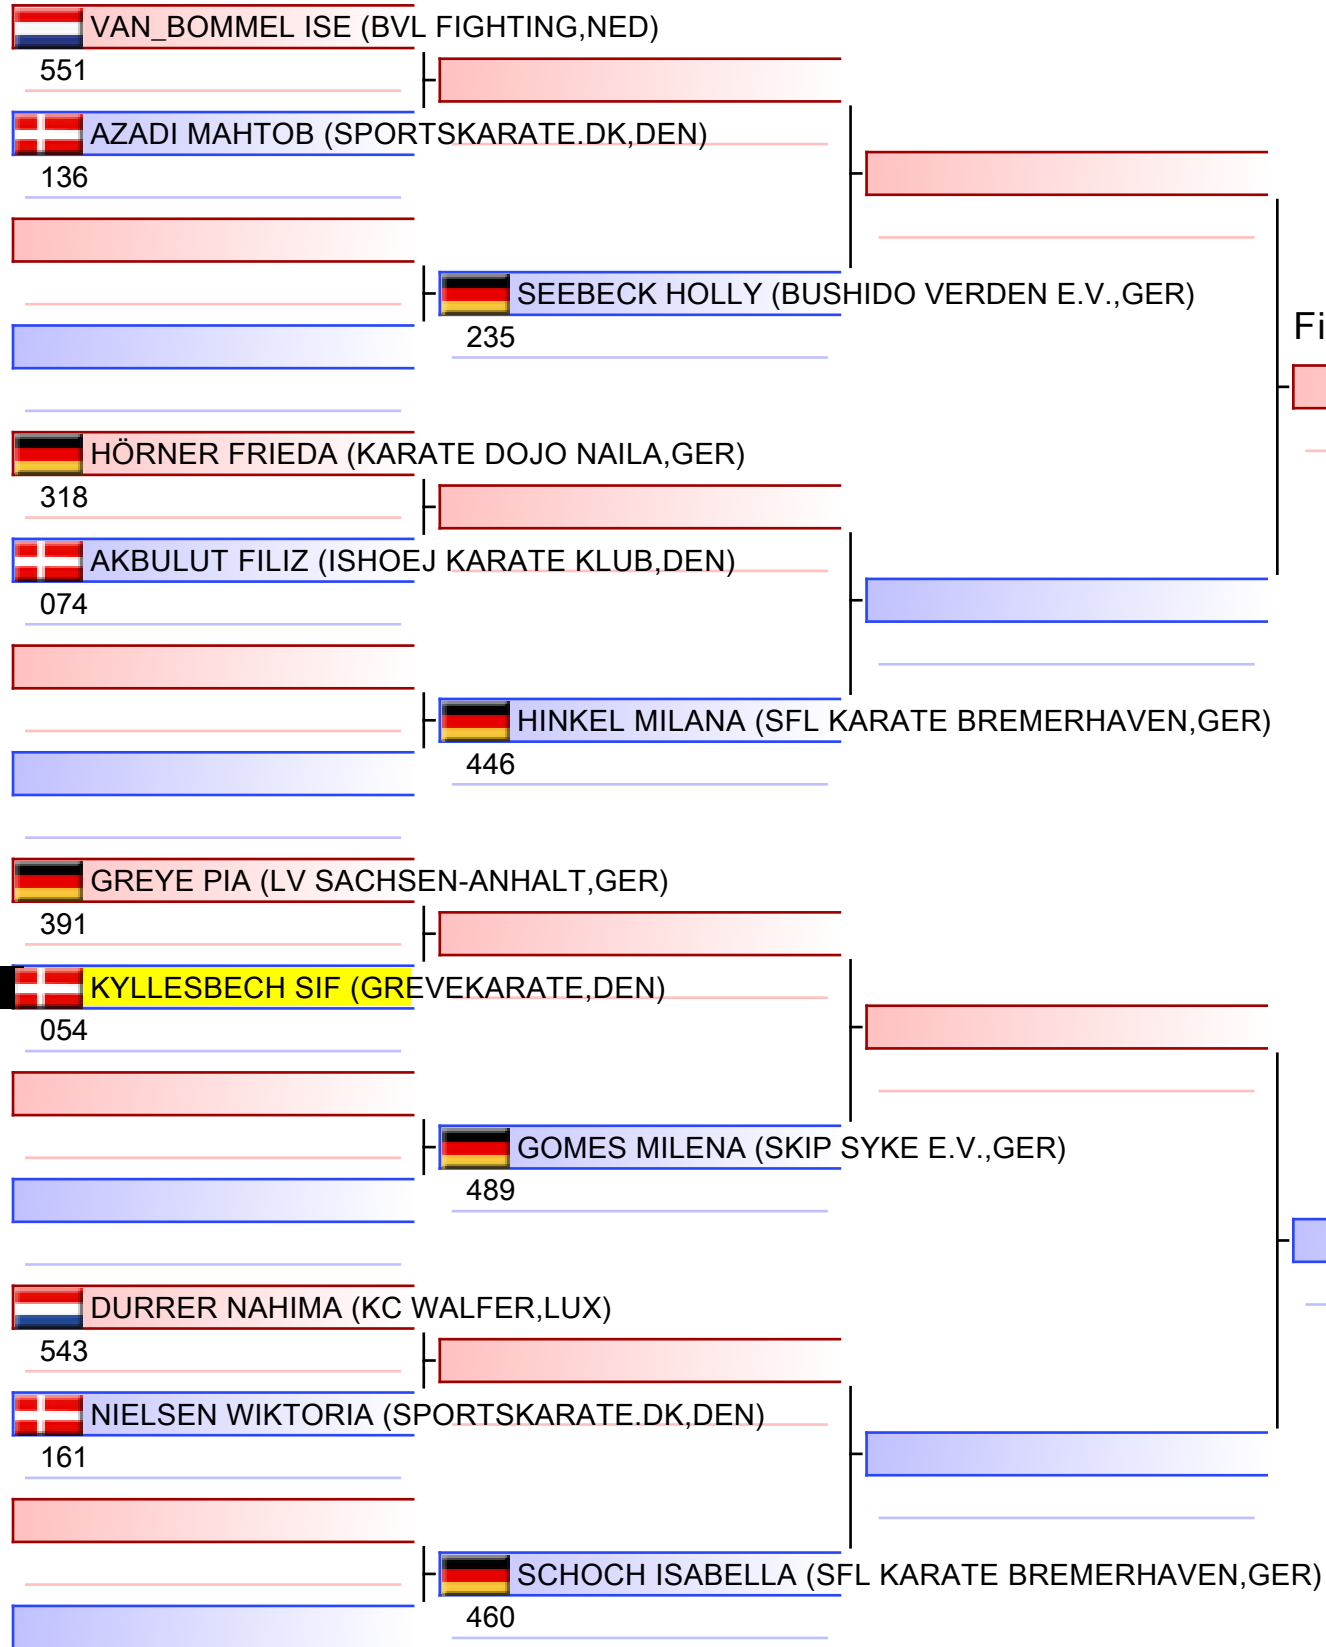 VAN_BOMMEL ISE (BVL FIGHTING,NED)
551
AZADI MAHTOB (SPORTSKARATE.DK,DEN)
136
SEEBECK HOLLY (BUSHIDO VERDEN E.V.,GER)
235
Fi
HÖRNER FRIEDA (KARATE DOJO NAILA,GER)
318
AKBULUT FILIZ (ISHOEJ KARATE KLUB,DEN)
074
HINKEL MILANA (SFL KARATE BREMERHAVEN,GER)
446
GREYE PIA (LV SACHSEN-ANHALT,GER)
391
KYLLESBECH SIF (GREVEKARATE,DEN)
054
GOMES MILENA (SKIP SYKE E.V.,GER)
489
DURRER NAHIMA (KC WALFER,LUX)
543
NIELSEN WIKTORIA (SPORTSKARATE.DK,DEN)
161
SCHOCH ISABELLA (SFL KARATE BREMERHAVEN,GER)
460